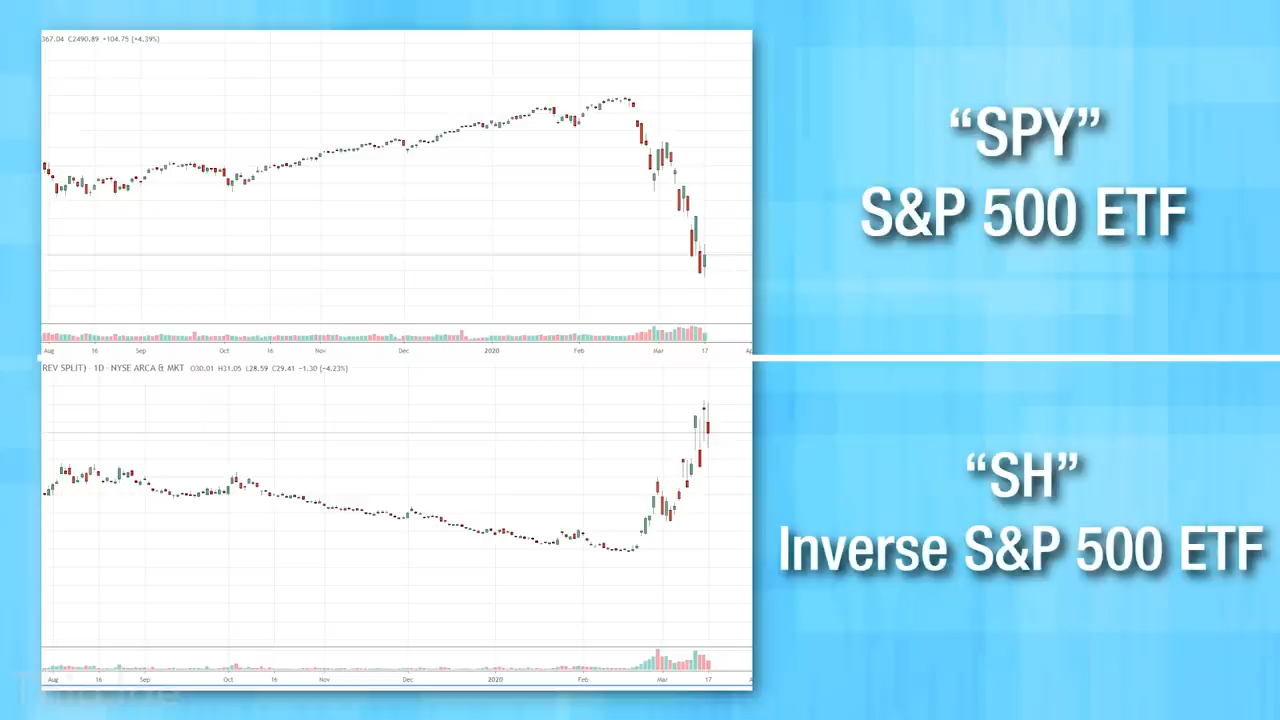 367.04 C2490.89 +104.75 (+4.39%)
“SPY”
S&P 500 ETF
Aug 16 Sep Oct 16 Nov Dec 2020 Feb Mar 17
REV SPLIT) · 1D · NYSE ARCA & MKT O30.01 H31.05 L28.59 C29.41 −1.30 (−4.23%)
“SH”
Inverse S&P 500 ETF
Aug 16 Sep Oct 16 Nov Dec 2020 Feb Mar 17